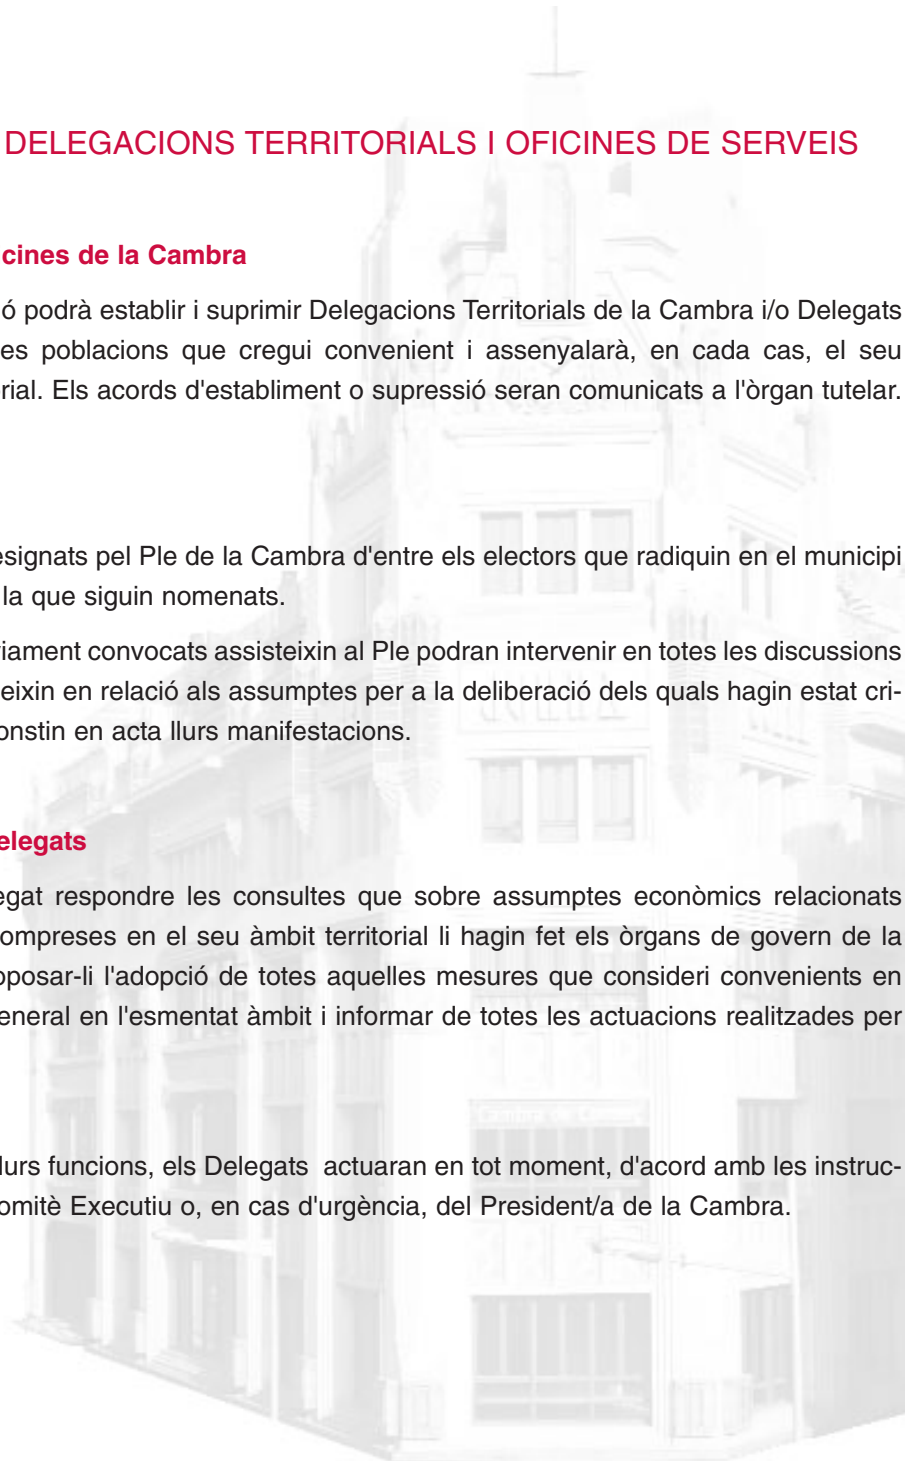 DELEGACIONS TERRITORIALS I OFICINES DE SERVEIS
cines de la Cambra
ó podrà establir i suprimir Delegacions Territorials de la Cambra i/o Delegats
es poblacions que cregui convenient i assenyalarà, en cada cas, el seu
rial. Els acords d'establiment o supressió seran comunicats a l'òrgan tutelar.
esignats pel Ple de la Cambra d'entre els electors que radiquin en el municipi
la que siguin nomenats.
riament convocats assisteixin al Ple podran intervenir en totes les discussions
eixin en relació als assumptes per a la deliberació dels quals hagin estat cri-
onstin en acta llurs manifestacions.
elegats
egat respondre les consultes que sobre assumptes econòmics relacionats
ompreses en el seu àmbit territorial li hagin fet els òrgans de govern de la
oposar-li l'adopció de totes aquelles mesures que consideri convenients en
eneral en l'esmentat àmbit i informar de totes les actuacions realitzades per
Cambra de Comerç
lurs funcions, els Delegats actuaran en tot moment, d'acord amb les instruc-
omitè Executiu o, en cas d'urgència, del President/a de la Cambra.